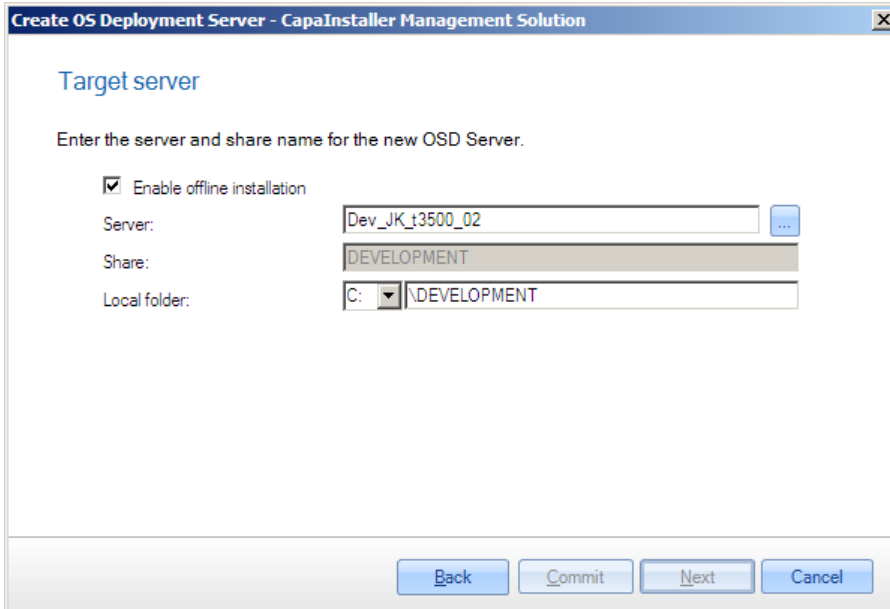 Create OS Deployment Server - CapaInstaller Management Solution
Target server
Enter the server and share name for the new OSD Server.
Enable offline installation
Server: Dev_JK_t3500_02 ...
Share: DEVELOPMENT
Local folder: C: \DEVELOPMENT
Back Commit Next Cancel